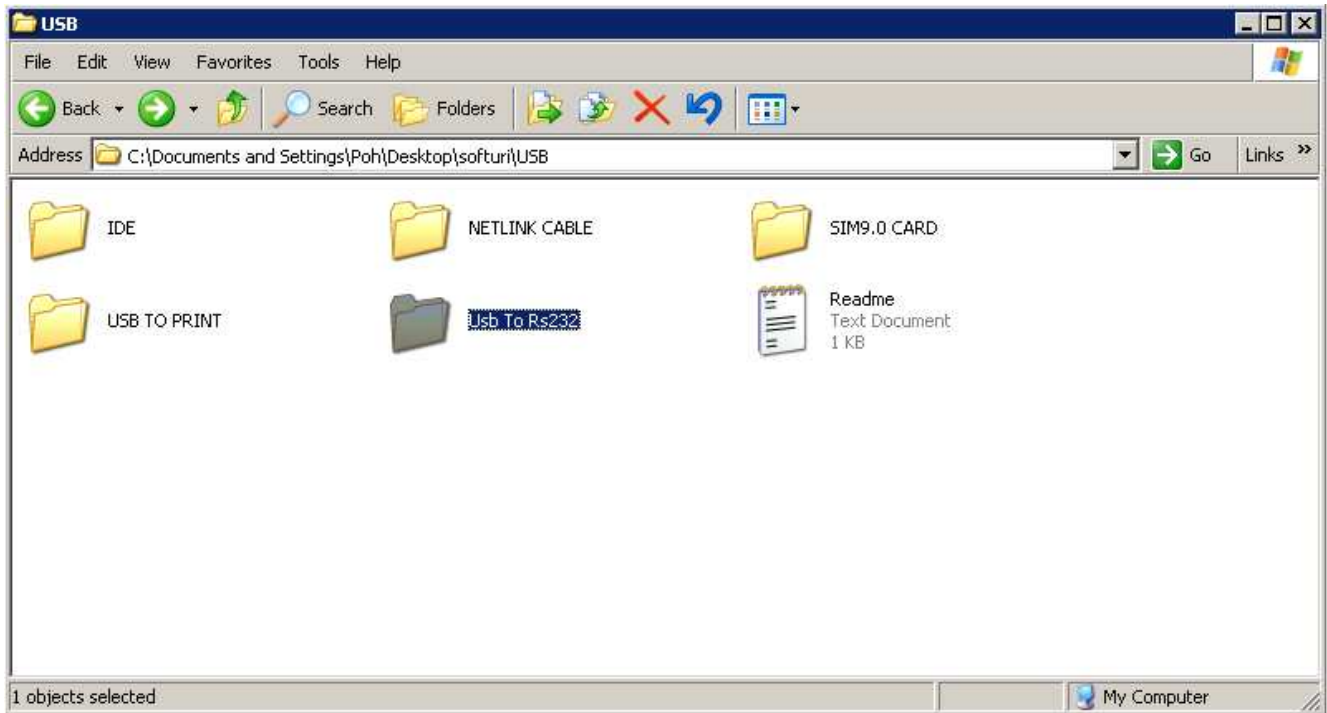 USB
File Edit View Favorites Tools Help
Back Search Folders
Address C:\Documents and Settings\Poh\Desktop\softuri\USB Go Links »
IDE NETLINK CABLE SIM9.0 CARD
USB TO PRINT Usb To Rs232 Readme
Text Document
1 KB
1 objects selected My Computer